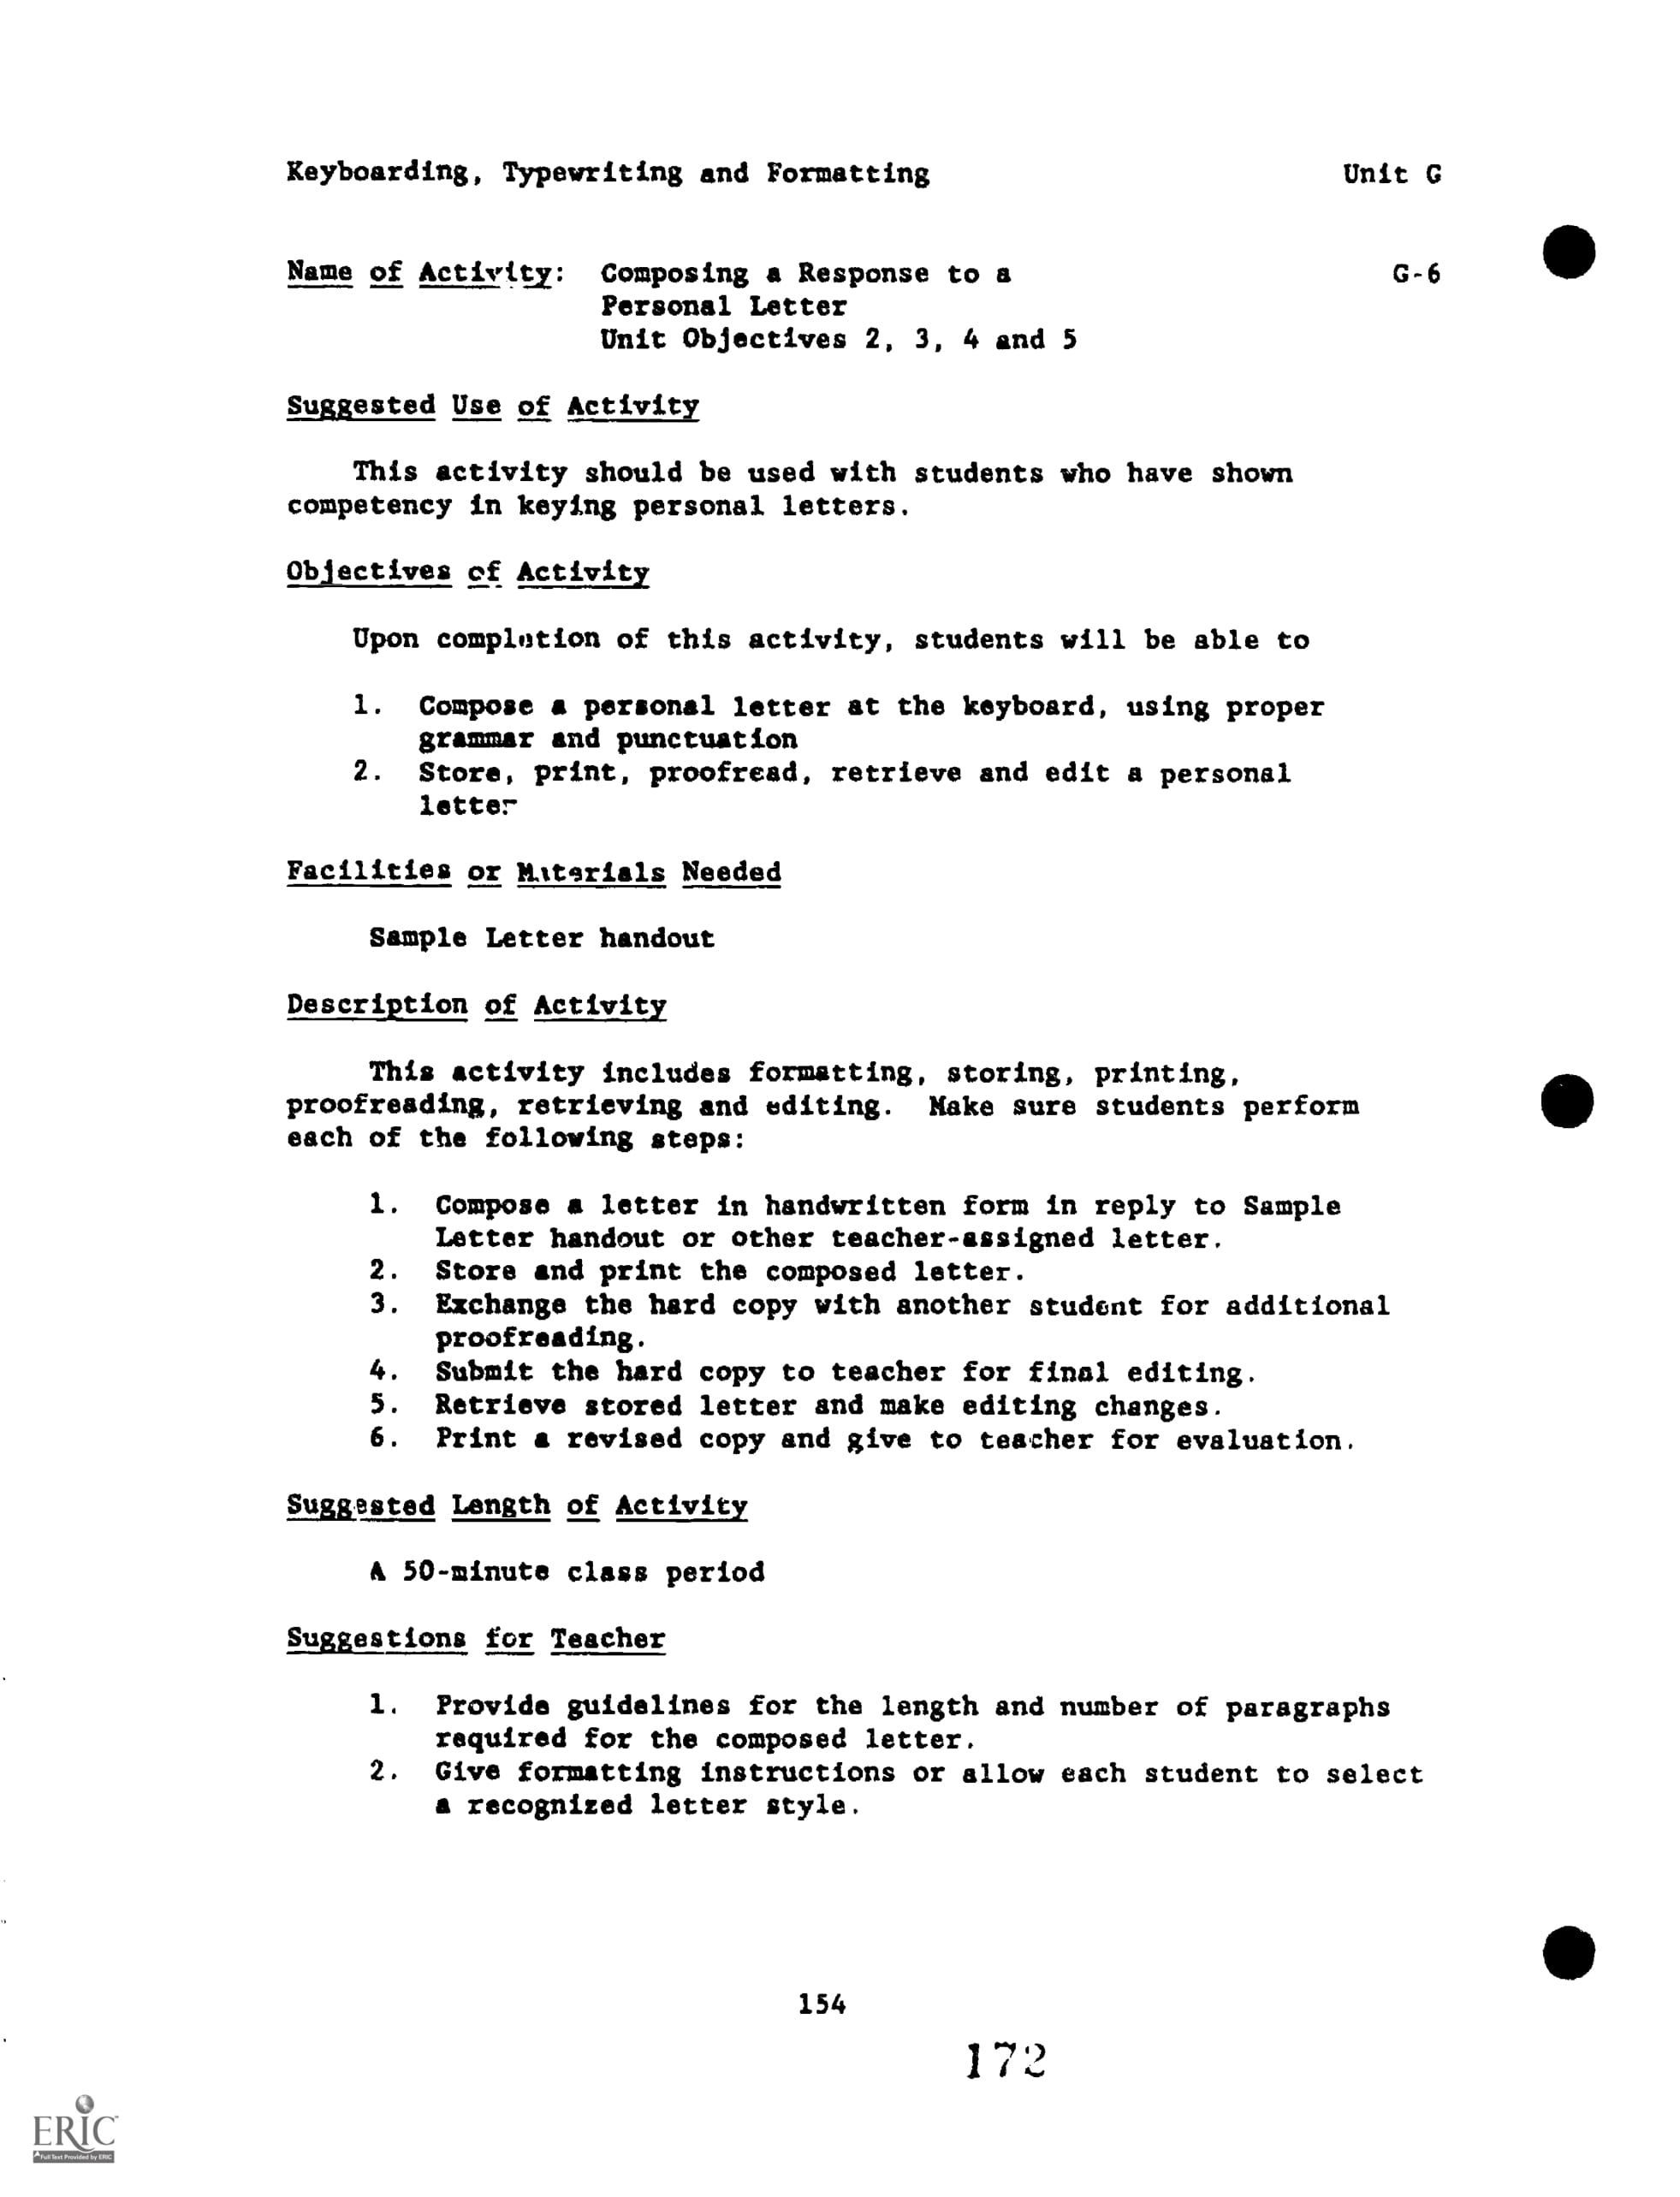 Keyboarding, Typewriting and Formatting Unit G
Name of Activity: Composing a Response to a G-6
Personal Letter
Unit Objectives 2, 3, 4 and 5
Suggested Use of Activity
This activity should be used with students who have shown
competency in keying personal letters.
Objectives of Activity
Upon completion of this activity, students will be able to
1. Compose a personal letter at the keyboard, using proper
grammar and punctuation
2. Store, print, proofread, retrieve and edit a personal
letter
Facilities or Materials Needed
Sample Letter handout
Description of Activity
This activity includes formatting, storing, printing,
proofreading, retrieving and editing. Make sure students perform
each of the following steps:
1. Compose a letter in handwritten form in reply to Sample
Letter handout or other teacher-assigned letter.
2. Store and print the composed letter.
3. Exchange the hard copy with another student for additional
proofreading.
4. Submit the hard copy to teacher for final editing.
5. Retrieve stored letter and make editing changes.
6. Print a revised copy and give to teacher for evaluation.
Suggested Length of Activity
A 50-minute class period
Suggestions for Teacher
1. Provide guidelines for the length and number of paragraphs
required for the composed letter.
2. Give formatting instructions or allow each student to select
a recognized letter style.
154
172
ERIC
Full Text Provided by ERIC